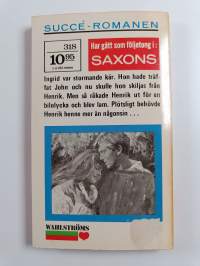 SUCCÉ-ROMANEN
318
10.95
Har gått som följetong i:
SAXONS
Ingrid var stormande kär. Hon hade träf-
fat John och nu skulle hon skiljas från
Henrik. Men så råkade Henrik ut för en
bilolycka och blev lam. Plötsligt behövde
Henrik henne mer än någonsin . . .
WAHLSTRÖMS